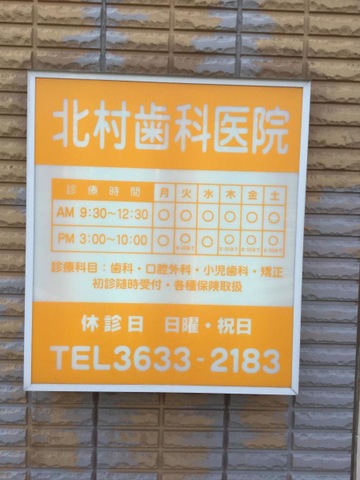 北村歯科医院
診療時間 月 火 水 木 金 土
AM 9:30~12:30 ○ ○ ○ ○ ○ ○
PM 3:00~10:00 ○ ○ ○ ○ ○ ○
診療科目:歯科・口腔外科・小児歯科・矯正
初診随時受付・各種保険取扱
休診日 日曜・祝日
TEL3633-2183